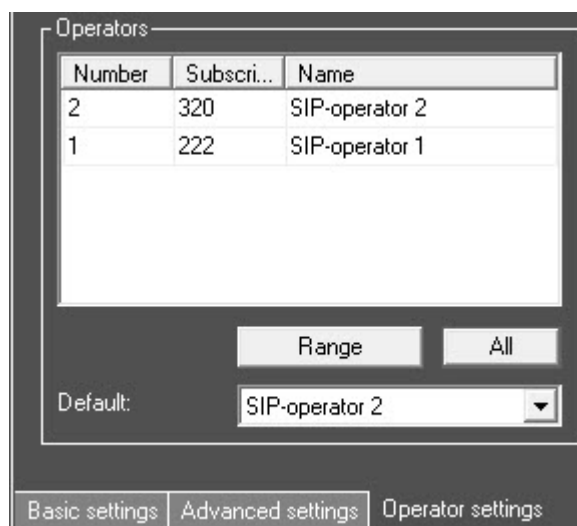 Operators
Number Subscri... Name
2 320 SIP-operator 2
1 222 SIP-operator 1
Range All
Default: SIP-operator 2
Basic settings Advanced settings Operator settings